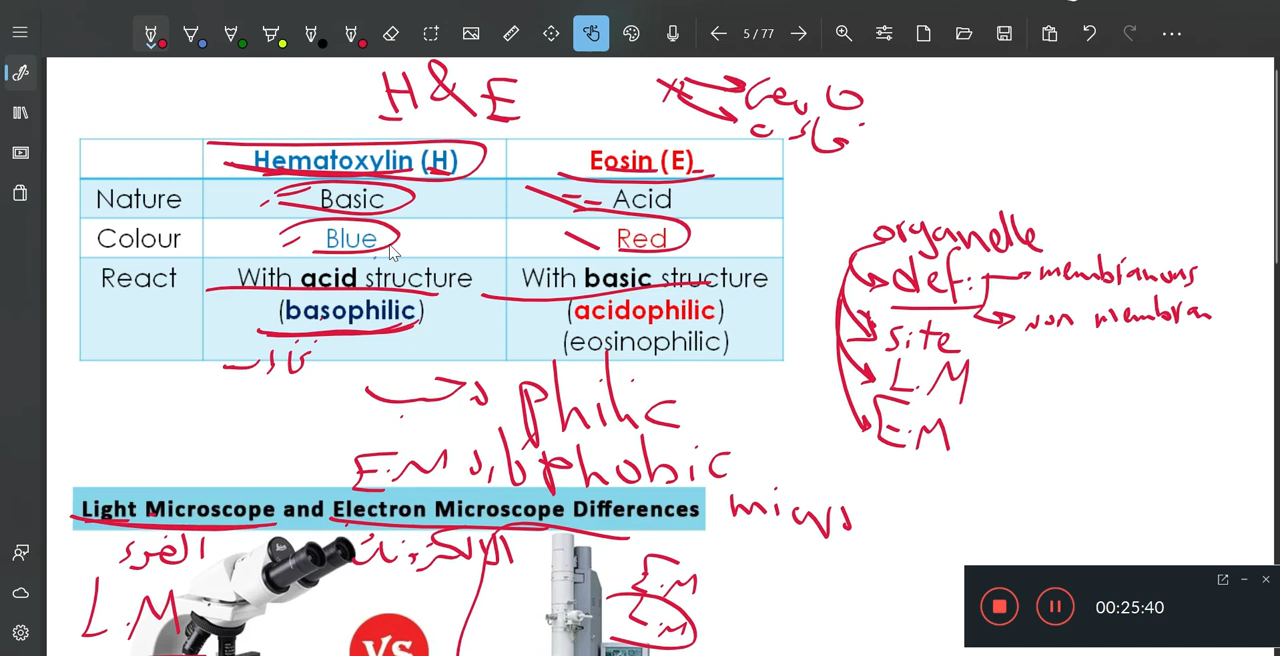 5 / 77
H & E
Hematoxylin (H) Eosin (E)
Nature Basic Acid
Colour Blue Red
React With acid structure With basic structure
(basophilic) (acidophilic)
(eosinophilic)
organelle
def: membranous
non membran
site
L.M
E.M
philic
E.M phobic
Light Microscope and Electron Microscope Differences
micro
L.M
E.M
L.M
VS
00:25:40